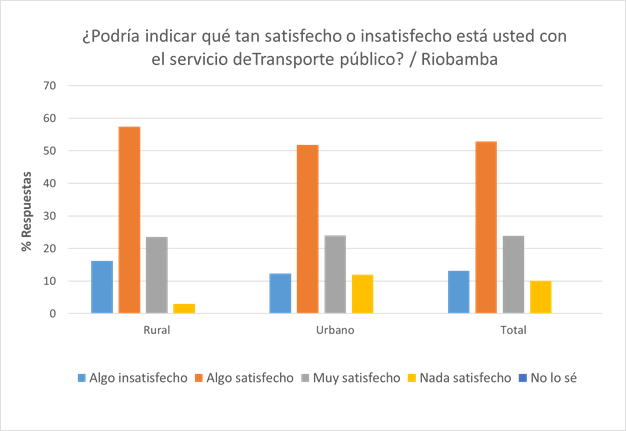 ¿Podría indicar qué tan satisfecho o insatisfecho está usted con
el servicio deTransporte público? / Riobamba
70
60
50
40
30
20
10
0
% Respuestas
Rural Urbano Total
Algo insatisfecho Algo satisfecho Muy satisfecho Nada satisfecho No lo sé